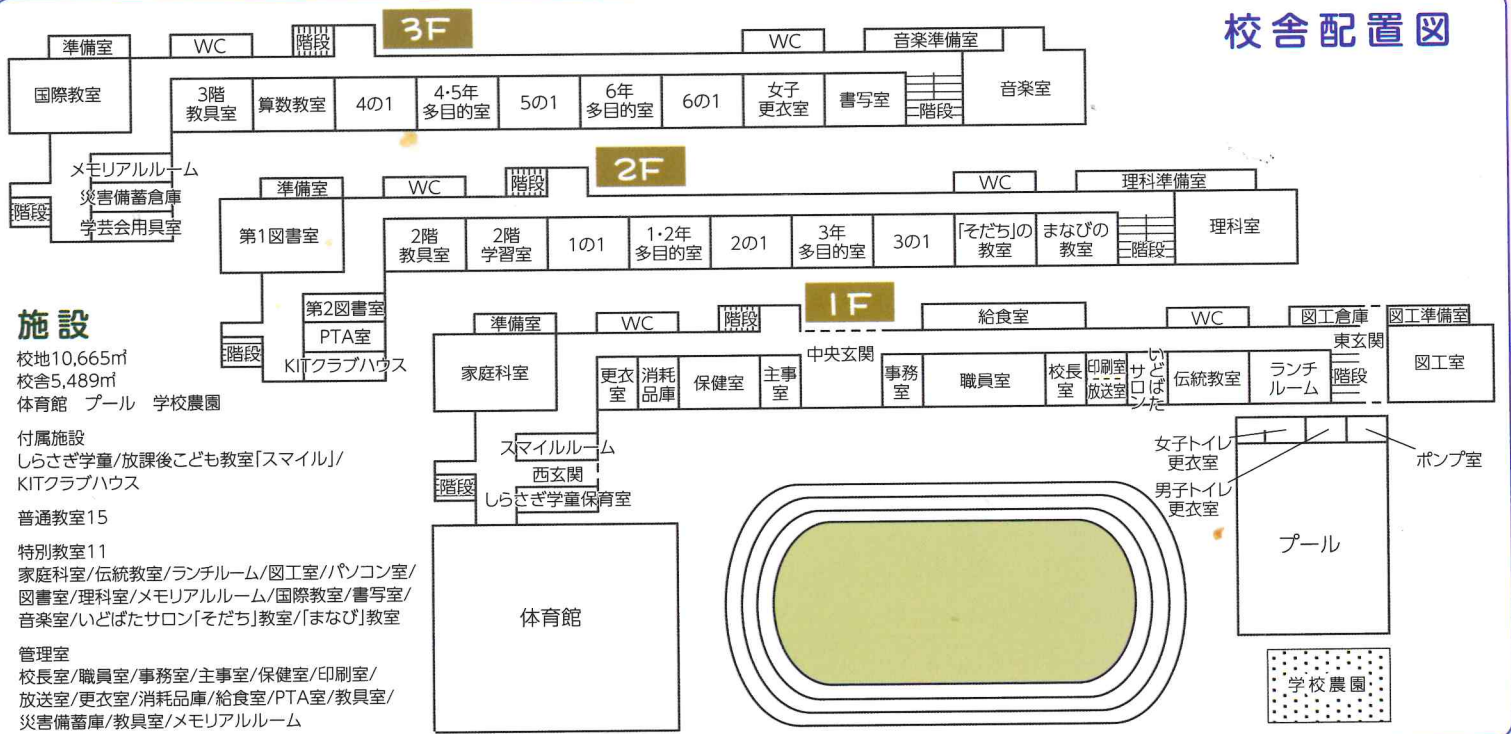 校舎配置図
3F
準備室
WC
階段
WC
音楽準備室
国際教室
3階
教具室
算数教室
4の1
4・5年
多目的室
5の1
6年
多目的室
6の1
女子
更衣室
書写室
階段
音楽室
メモリアルルーム
災害備蓄倉庫
学芸会用具室
階段
2F
準備室
WC
階段
WC
理科準備室
第1図書室
2階
教具室
2階
学習室
1の1
1・2年
多目的室
2の1
3年
多目的室
3の1
「そだち」の
教室
まなびの
教室
階段
理科室
第2図書室
PTA室
KITクラブハウス
階段
1F
準備室
WC
階段
給食室
WC
図工倉庫
図工準備室
家庭科室
更衣
室
消耗
品庫
保健室
主事
室
中央玄関
事務
室
職員室
校長
室
印刷室
放送室
いどばた
サロン
伝統教室
ランチ
ルーム
東玄関
階段
図工室
スマイルルーム
西玄関
しらさぎ学童保育室
階段
体育館
女子トイレ
更衣室
男子トイレ
更衣室
ポンプ室
プール
学校農園
施設
校地10,665㎡
校舎5,489㎡
体育館 プール 学校農園
付属施設
しらさぎ学童/放課後こども教室「スマイル」/
KITクラブハウス
普通教室15
特別教室11
家庭科室/伝統教室/ランチルーム/図工室/パソコン室/
図書室/理科室/メモリアルルーム/国際教室/書写室/
音楽室/いどばたサロン「そだち」教室/「まなび」教室
管理室
校長室/職員室/事務室/主事室/保健室/印刷室/
放送室/更衣室/消耗品庫/給食室/PTA室/教具室/
災害備蓄庫/教具室/メモリアルルーム